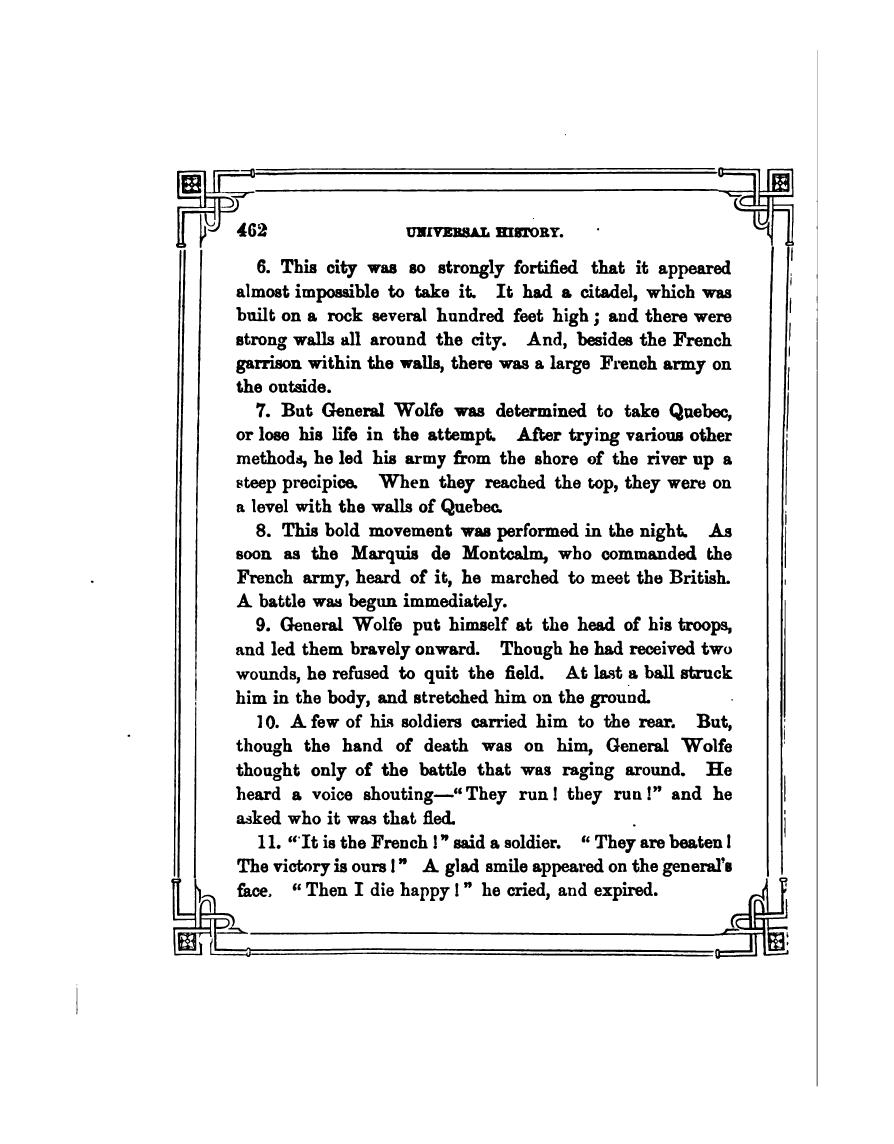 462 UNIVERSAL HISTORY.
6. This city was so strongly fortified that it appeared
almost impossible to take it. It had a citadel, which was
built on a rock several hundred feet high; and there were
strong walls all around the city. And, besides the French
garrison within the walls, there was a large French army on
the outside.
7. But General Wolfe was determined to take Quebec,
or lose his life in the attempt. After trying various other
methods, he led his army from the shore of the river up a
steep precipice. When they reached the top, they were on
a level with the walls of Quebec.
8. This bold movement was performed in the night. As
soon as the Marquis de Montcalm, who commanded the
French army, heard of it, he marched to meet the British.
A battle was begun immediately.
9. General Wolfe put himself at the head of his troops,
and led them bravely onward. Though he had received two
wounds, he refused to quit the field. At last a ball struck
him in the body, and stretched him on the ground.
10. A few of his soldiers carried him to the rear. But,
though the hand of death was on him, General Wolfe
thought only of the battle that was raging around. He
heard a voice shouting—"They run! they run!" and he
asked who it was that fled.
11. "It is the French!" said a soldier. "They are beaten!
The victory is ours!" A glad smile appeared on the general's
face. "Then I die happy!" he cried, and expired.